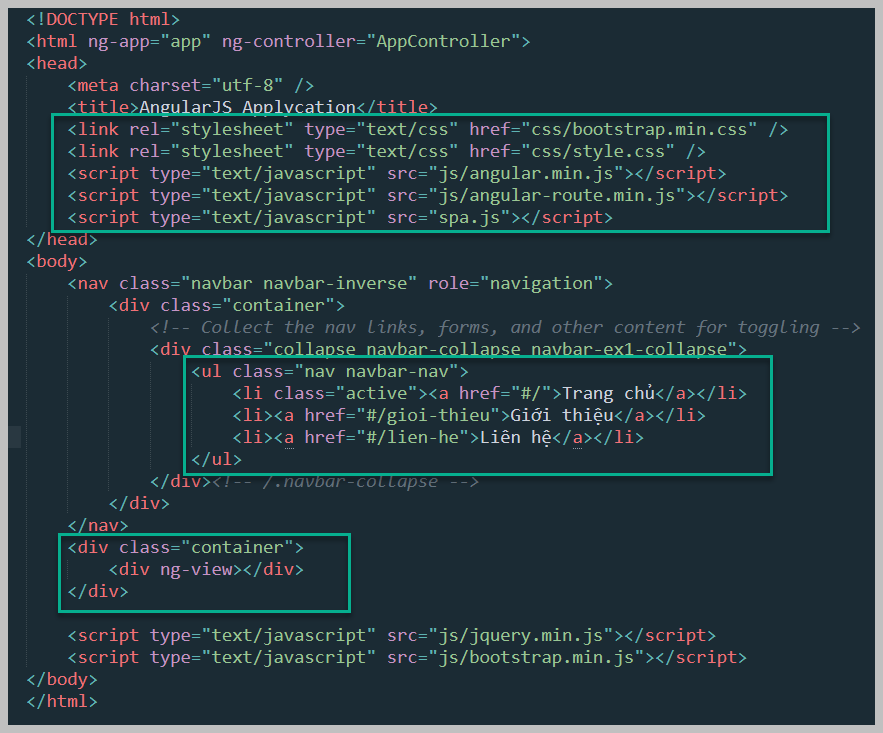 <!DOCTYPE html>
<html ng-app="app" ng-controller="AppController">
<head>
    <meta charset="utf-8" />
    <title>AngularJS Applycation</title>
    <link rel="stylesheet" type="text/css" href="css/bootstrap.min.css" />
    <link rel="stylesheet" type="text/css" href="css/style.css" />
    <script type="text/javascript" src="js/angular.min.js"></script>
    <script type="text/javascript" src="js/angular-route.min.js"></script>
    <script type="text/javascript" src="spa.js"></script>
</head>
<body>
    <nav class="navbar navbar-inverse" role="navigation">
        <div class="container">
            <!-- Collect the nav links, forms, and other content for toggling -->
            <div class="collapse navbar-collapse navbar-ex1-collapse">
                <ul class="nav navbar-nav">
                    <li class="active"><a href="#/">Trang chủ</a></li>
                    <li><a href="#/gioi-thieu">Giới thiệu</a></li>
                    <li><a href="#/lien-he">Liên hệ</a></li>
                </ul>
            </div><!-- /.navbar-collapse -->
        </div>
    </nav>
    <div class="container">
        <div ng-view></div>
    </div>
    <script type="text/javascript" src="js/jquery.min.js"></script>
    <script type="text/javascript" src="js/bootstrap.min.js"></script>
</body>
</html>